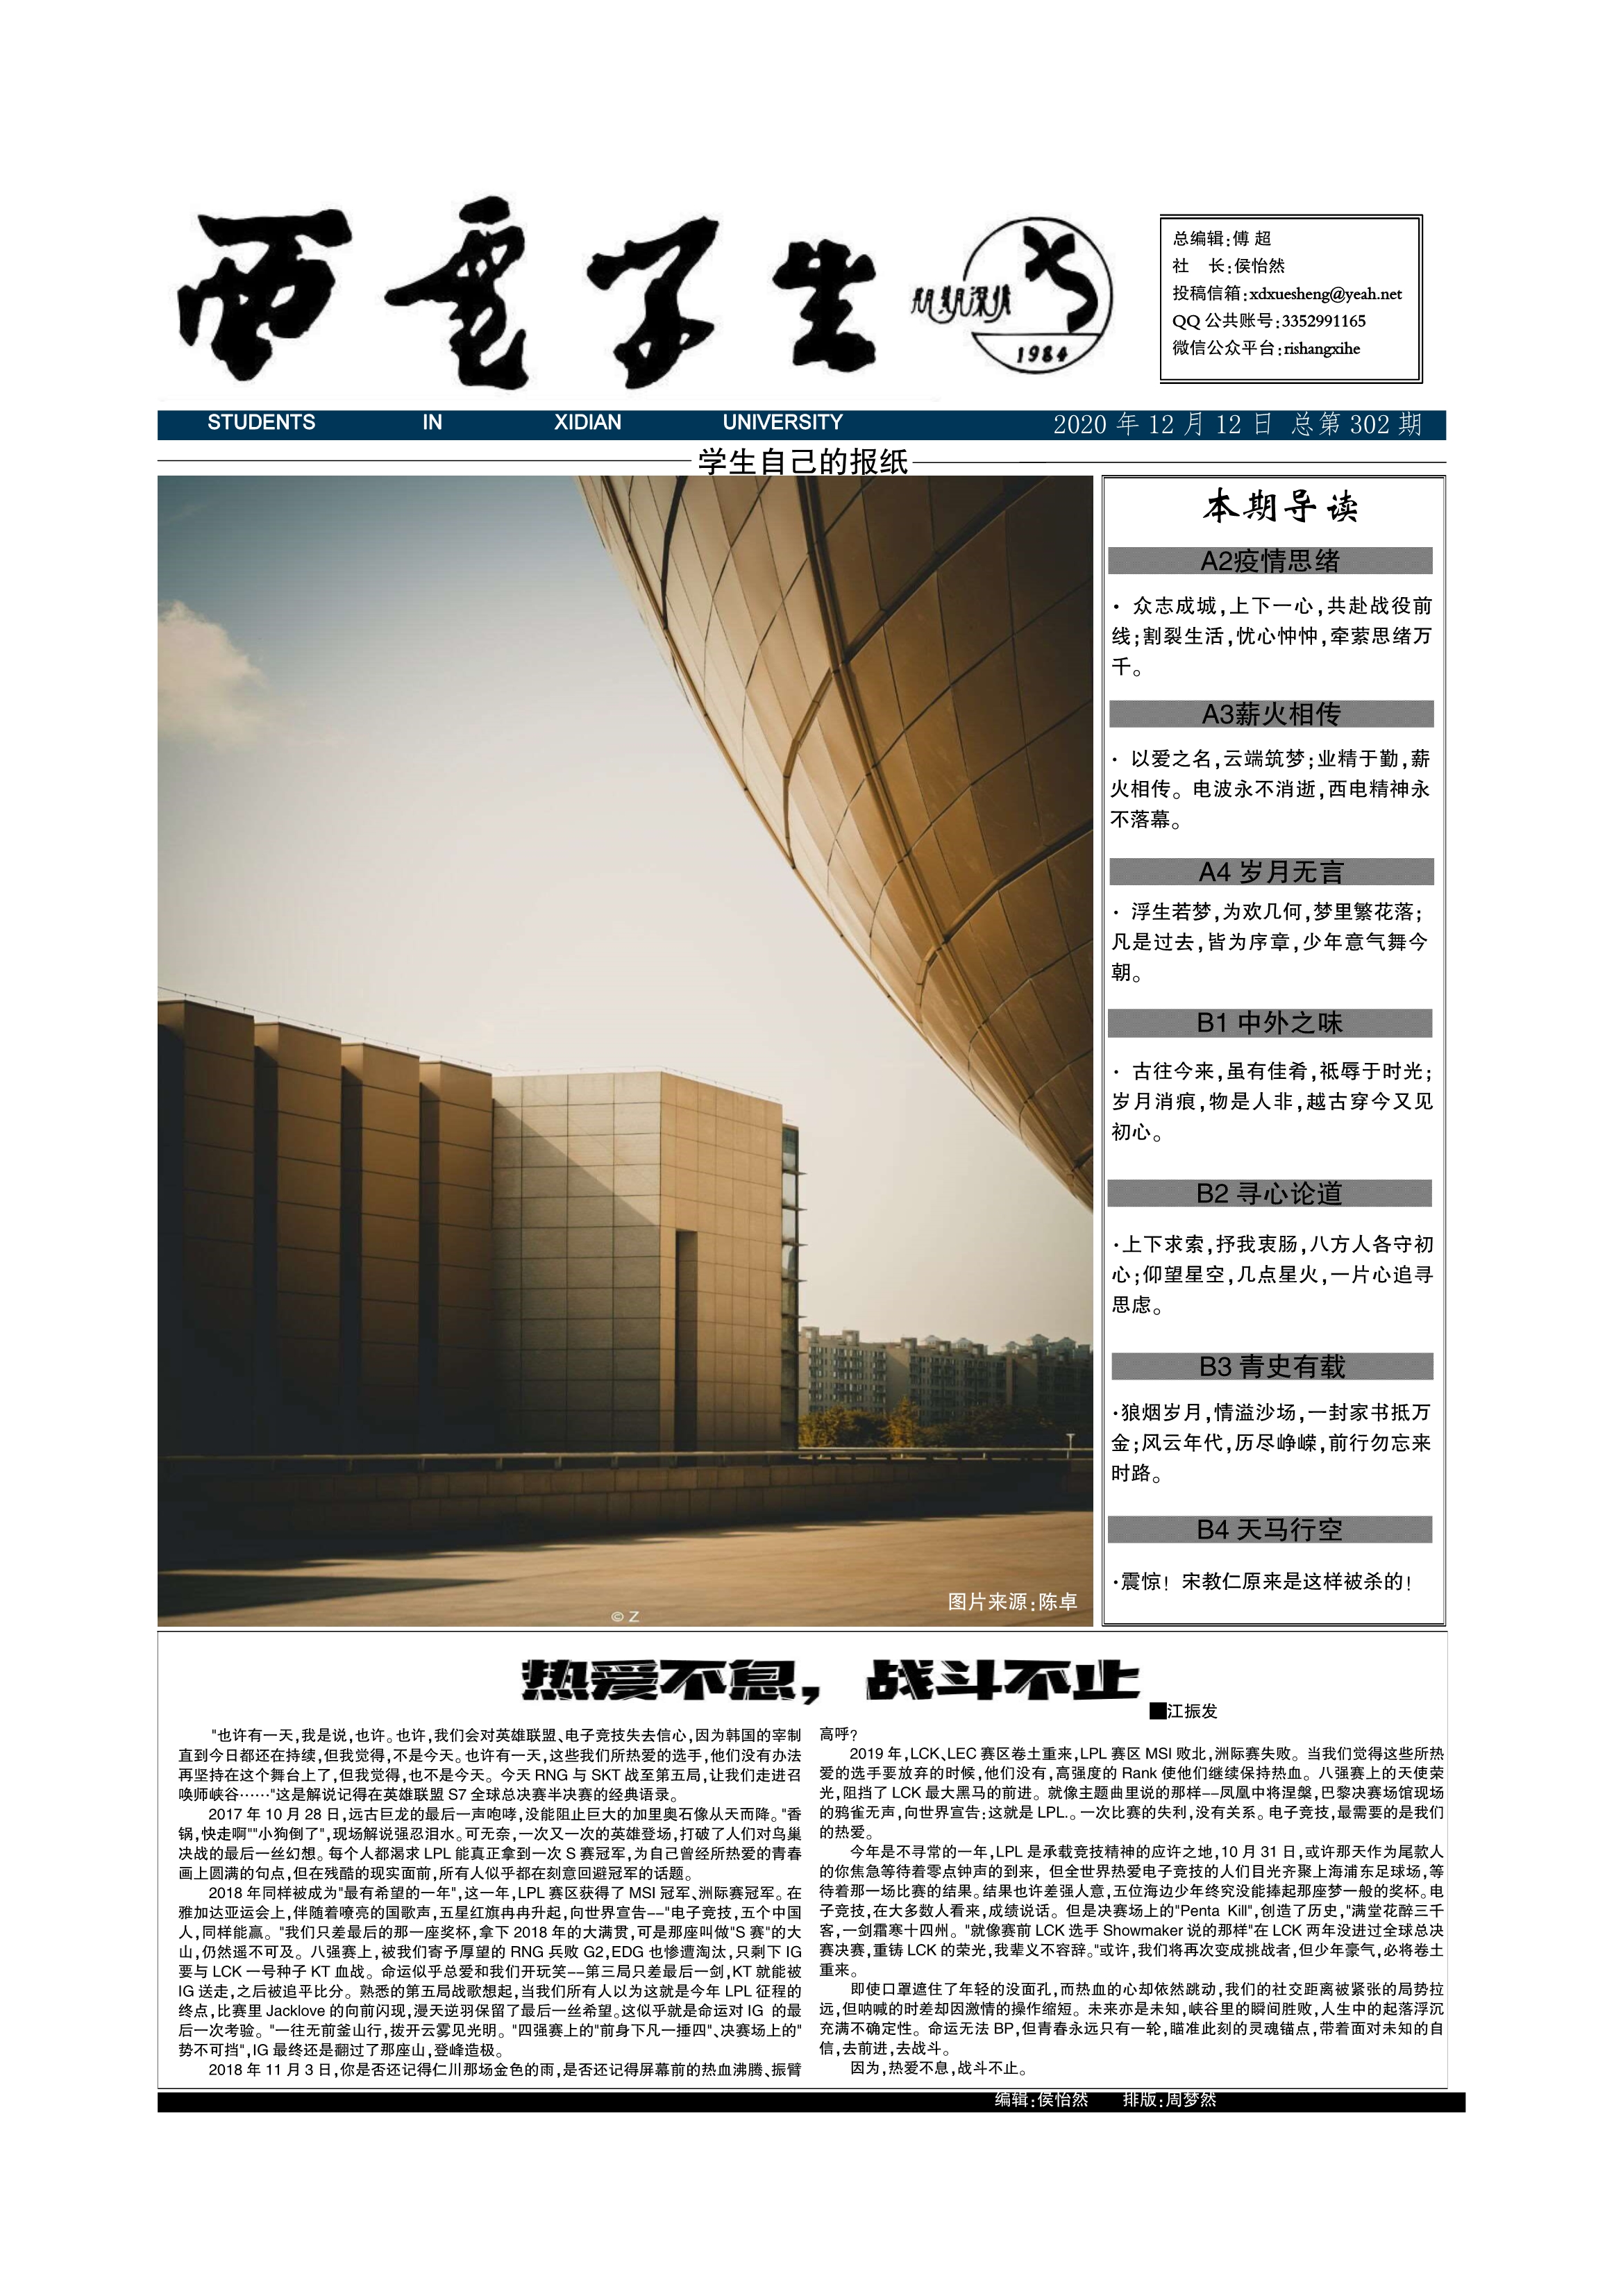 西电学生
期期深情
1984
总编辑:傅 超
社 长:侯怡然
投稿信箱:xdxuesheng@yeah.net
QQ 公共账号:3352991165
微信公众平台:rishangxihe
STUDENTS IN XIDIAN UNIVERSITY
2020 年 12 月 12 日 总第 302 期
学生自己的报纸
图片来源:陈卓
© Z
本期导读
A2疫情思绪
· 众志成城,上下一心,共赴战役前
线;割裂生活,忧心忡忡,牵萦思绪万
千。
A3薪火相传
· 以爱之名,云端筑梦;业精于勤,薪
火相传。电波永不消逝,西电精神永
不落幕。
A4 岁月无言
· 浮生若梦,为欢几何,梦里繁花落;
凡是过去,皆为序章,少年意气舞今
朝。
B1 中外之味
· 古往今来,虽有佳肴,祗辱于时光;
岁月消痕,物是人非,越古穿今又见
初心。
B2 寻心论道
·上下求索,抒我衷肠,八方人各守初
心;仰望星空,几点星火,一片心追寻
思虑。
B3 青史有载
·狼烟岁月,情溢沙场,一封家书抵万
金;风云年代,历尽峥嵘,前行勿忘来
时路。
B4 天马行空
·震惊! 宋教仁原来是这样被杀的!
热爱不息，战斗不止
■江振发
"也许有一天,我是说,也许。也许,我们会对英雄联盟、电子竞技失去信心,因为韩国的宰制
直到今日都还在持续,但我觉得,不是今天。也许有一天,这些我们所热爱的选手,他们没有办法
再坚持在这个舞台上了,但我觉得,也不是今天。今天 RNG 与 SKT 战至第五局,让我们走进召
唤师峡谷……"这是解说记得在英雄联盟 S7 全球总决赛半决赛的经典语录。
2017 年 10 月 28 日,远古巨龙的最后一声咆哮,没能阻止巨大的加里奥石像从天而降。"香
锅,快走啊""小狗倒了",现场解说强忍泪水。可无奈,一次又一次的英雄登场,打破了人们对鸟巢
决战的最后一丝幻想。每个人都渴求 LPL 能真正拿到一次 S 赛冠军,为自己曾经所热爱的青春
画上圆满的句点,但在残酷的现实面前,所有人似乎都在刻意回避冠军的话题。
2018 年同样被成为"最有希望的一年",这一年,LPL 赛区获得了 MSI 冠军、洲际赛冠军。在
雅加达亚运会上,伴随着嘹亮的国歌声,五星红旗冉冉升起,向世界宣告--"电子竞技,五个中国
人,同样能赢。"我们只差最后的那一座奖杯,拿下 2018 年的大满贯,可是那座叫做"S 赛"的大
山,仍然遥不可及。八强赛上,被我们寄予厚望的 RNG 兵败 G2,EDG 也惨遭淘汰,只剩下 IG
要与 LCK 一号种子 KT 血战。命运似乎总爱和我们开玩笑--第三局只差最后一剑,KT 就能被
IG 送走,之后被追平比分。熟悉的第五局战歌想起,当我们所有人以为这就是今年 LPL 征程的
终点,比赛里 Jacklove 的向前闪现,漫天逆羽保留了最后一丝希望。这似乎就是命运对 IG 的最
后一次考验。"一往无前釜山行,拨开云雾见光明。"四强赛上的"前身下凡一捶四"、决赛场上的"
势不可挡",IG 最终还是翻过了那座山,登峰造极。
2018 年 11 月 3 日,你是否还记得仁川那场金色的雨,是否还记得屏幕前的热血沸腾、振臂
高呼?
2019 年,LCK、LEC 赛区卷土重来,LPL 赛区 MSI 败北,洲际赛失败。当我们觉得这些所热
爱的选手要放弃的时候,他们没有,高强度的 Rank 使他们继续保持热血。八强赛上的天使荣
光,阻挡了 LCK 最大黑马的前进。就像主题曲里说的那样--凤凰中将涅槃,巴黎决赛场馆现场
的鸦雀无声,向世界宣告:这就是 LPL.。一次比赛的失利,没有关系。电子竞技,最需要的是我们
的热爱。
今年是不寻常的一年,LPL 是承载竞技精神的应许之地,10 月 31 日,或许那天作为尾款人
的你焦急等待着零点钟声的到来, 但全世界热爱电子竞技的人们目光齐聚上海浦东足球场,等
待着那一场比赛的结果。结果也许差强人意,五位海边少年终究没能捧起那座梦一般的奖杯。电
子竞技,在大多数人看来,成绩说话。但是决赛场上的"Penta Kill",创造了历史,"满堂花醉三千
客,一剑霜寒十四州。"就像赛前 LCK 选手 Showmaker 说的那样"在 LCK 两年没进过全球总决
赛决赛,重铸 LCK 的荣光,我辈义不容辞。"或许,我们将再次变成挑战者,但少年豪气,必将卷土
重来。
即使口罩遮住了年轻的没面孔,而热血的心却依然跳动,我们的社交距离被紧张的局势拉
远,但呐喊的时差却因激情的操作缩短。未来亦是未知,峡谷里的瞬间胜败,人生中的起落浮沉
充满不确定性。命运无法 BP,但青春永远只有一轮,瞄准此刻的灵魂锚点,带着面对未知的自
信,去前进,去战斗。
因为,热爱不息,战斗不止。
编辑:侯怡然 排版:周梦然